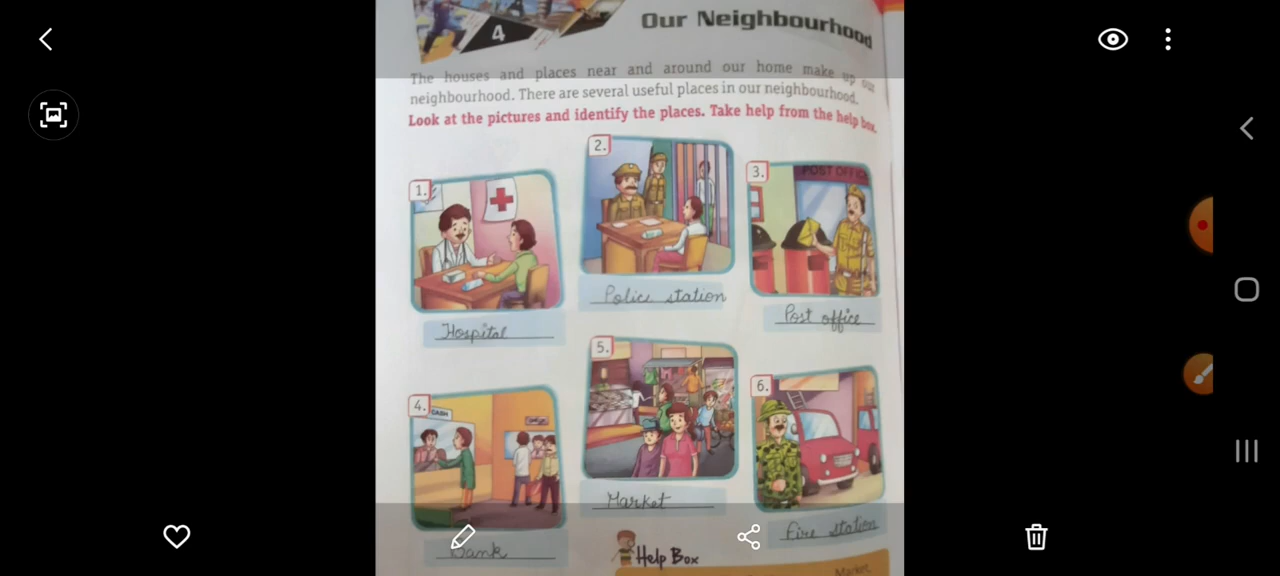 4
Our Neighbourhood
The houses and places near and around our home make up our
neighbourhood. There are several useful places in our neighbourhood.
Look at the pictures and identify the places. Take help from the help box.
1.
2.
3.
POST OFFICE
Hospital
Police station
Post office
4.
CASH
5.
6.
Bank
Market
Fire station
Help Box
Market